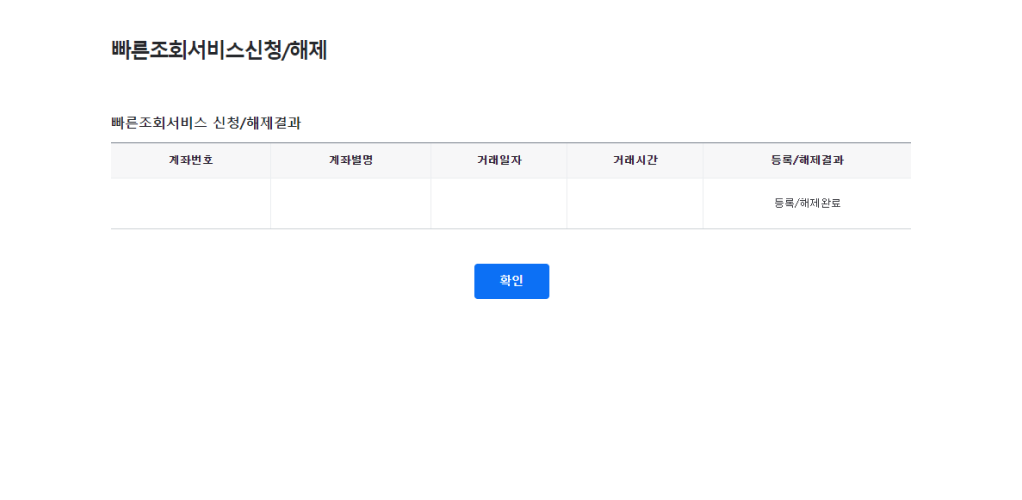 빠른조회서비스신청/해제
빠른조회서비스 신청/해제결과
계좌번호 계좌별명 거래일자 거래시간 등록/해제결과
등록/해제완료
확인